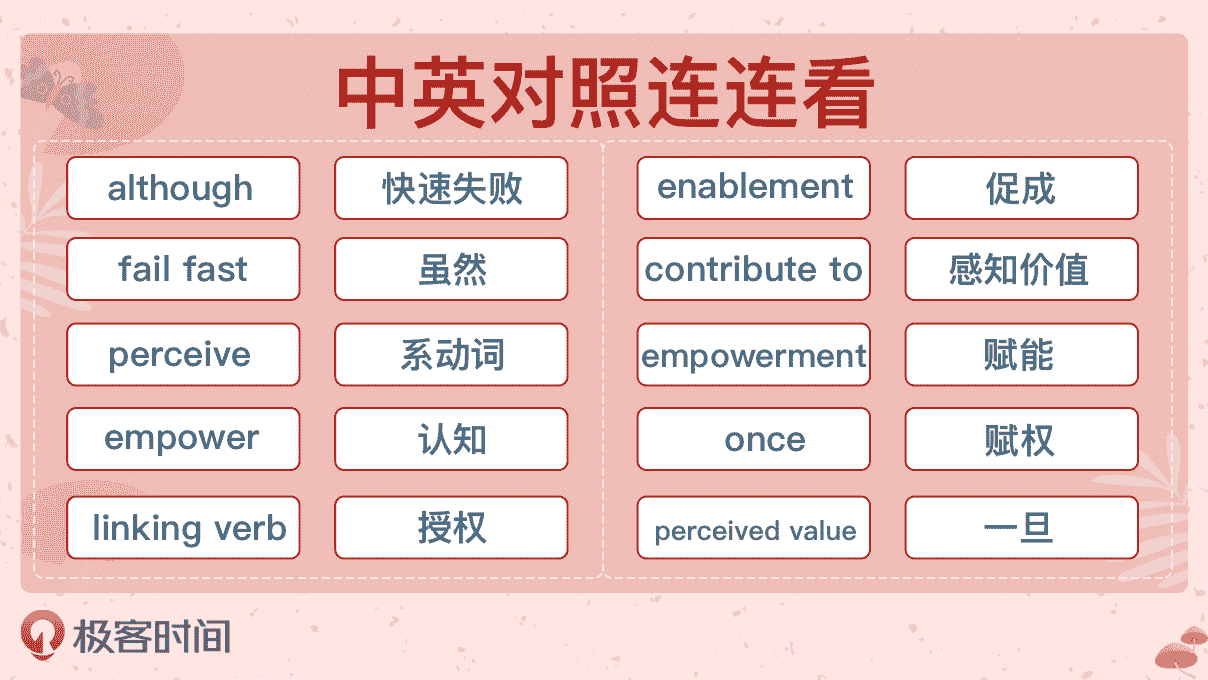 中英对照连连看
although 快速失败 enablement 促成
fail fast 虽然 contribute to 感知价值
perceive 系动词 empowerment 赋能
empower 认知 once 赋权
linking verb 授权 perceived value 一旦
极客时间